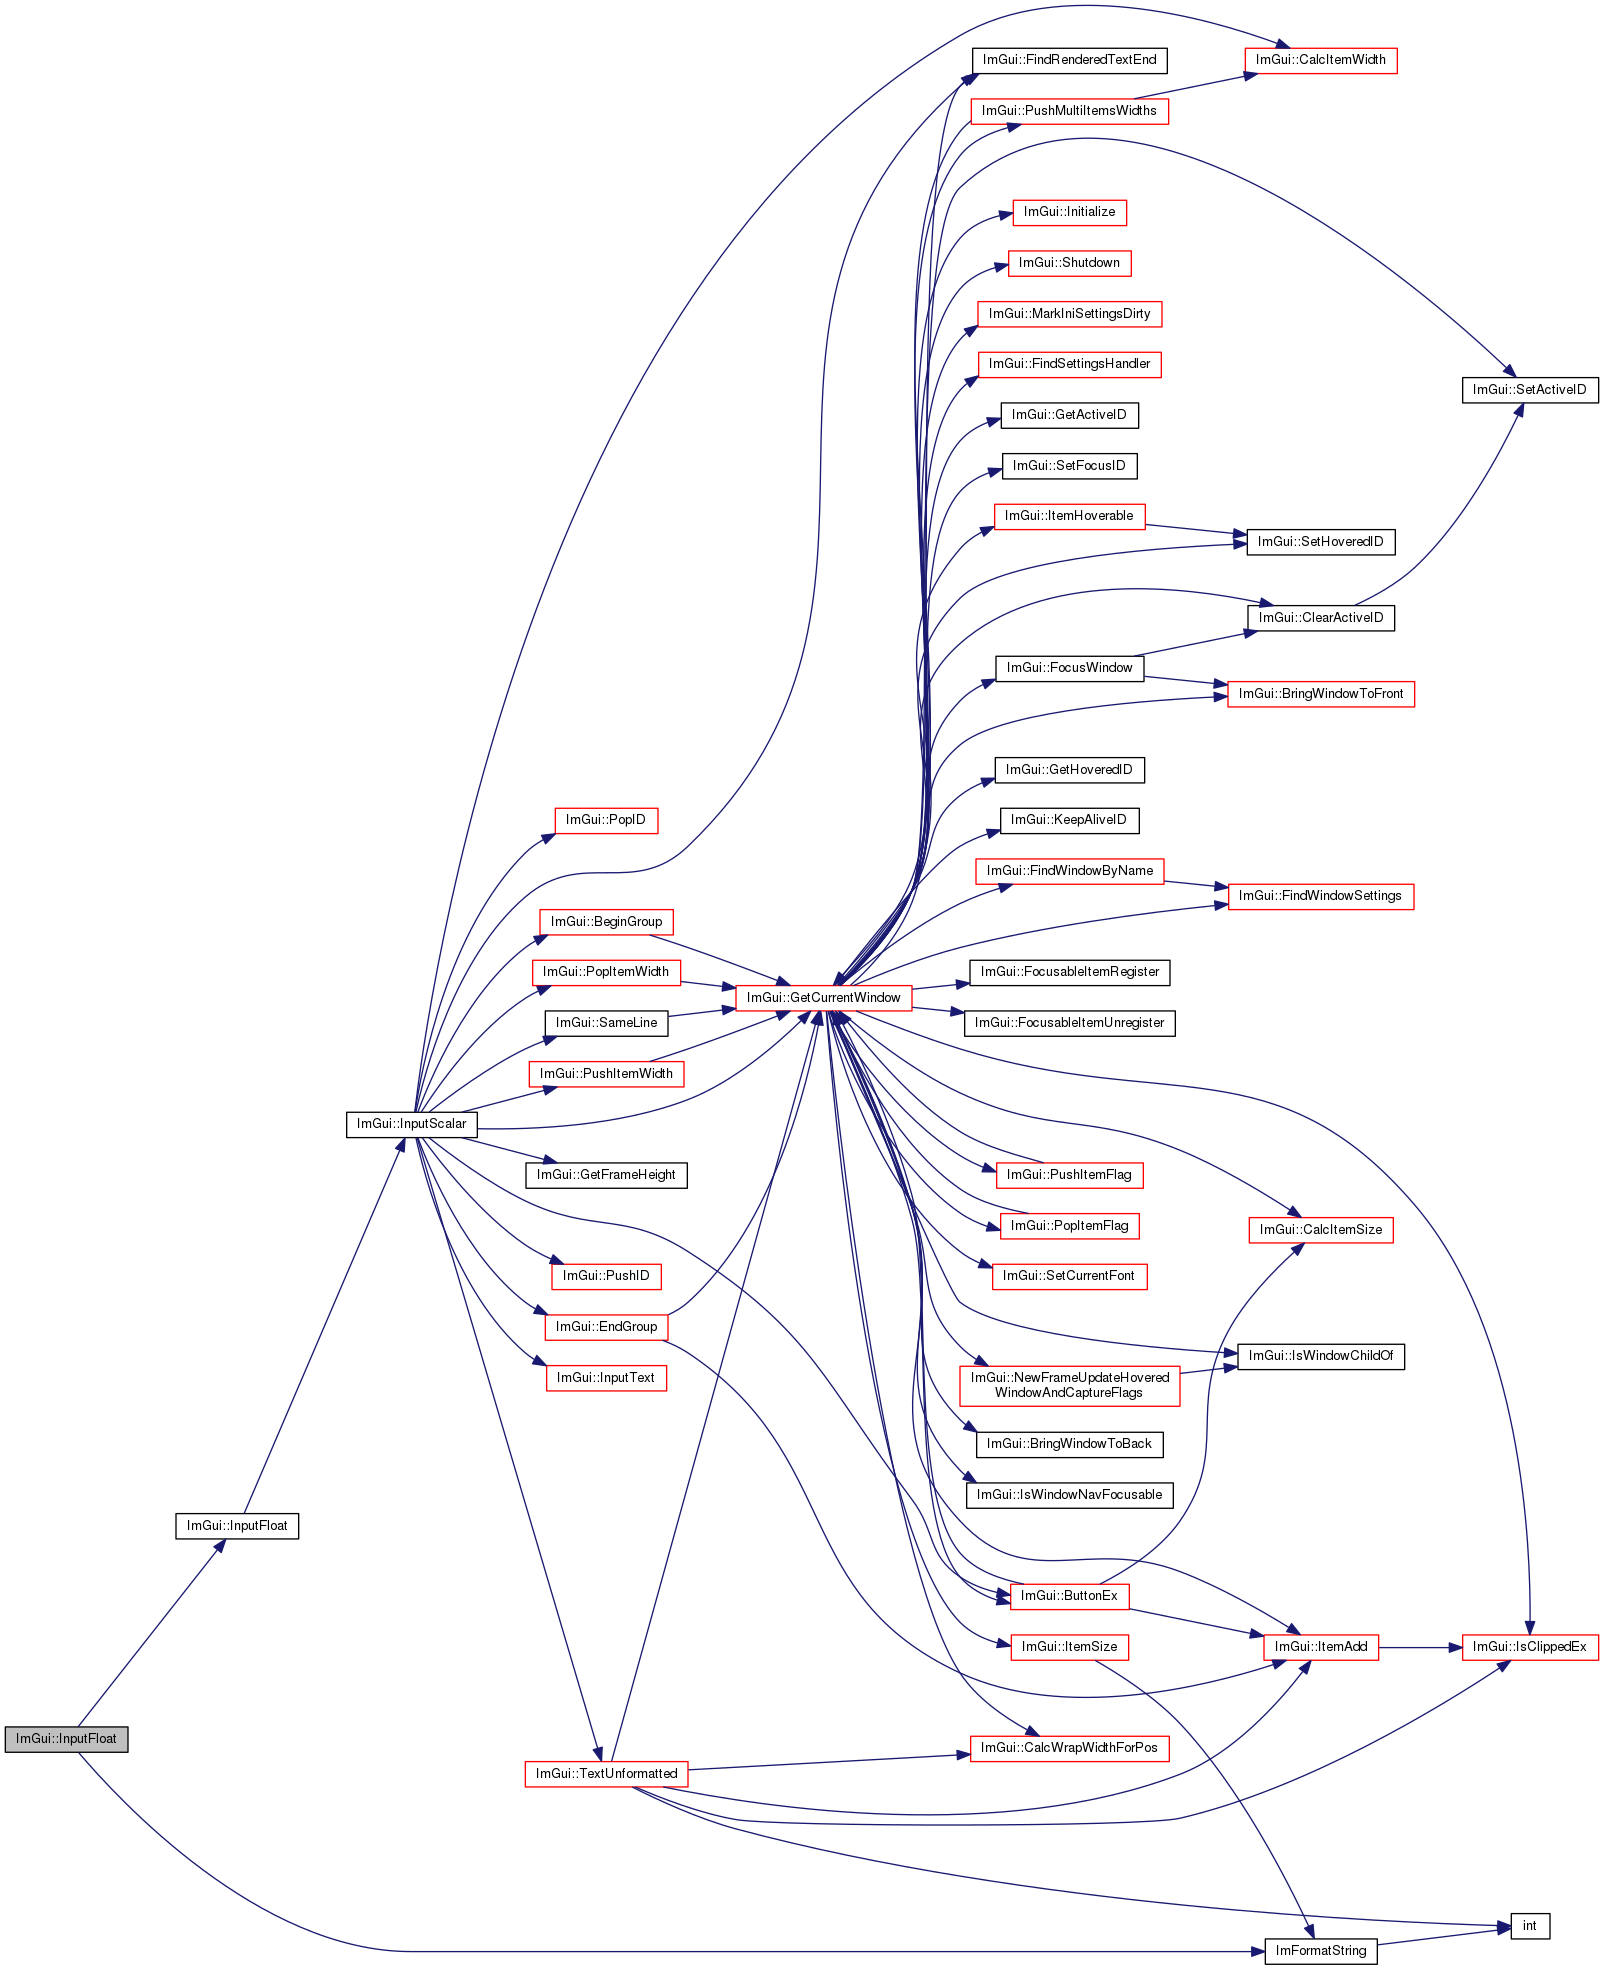 ImGui::FindRenderedTextEnd
ImGui::CalcItemWidth
ImGui::PushMultiItemsWidths
ImGui::Initialize
ImGui::Shutdown
ImGui::MarkIniSettingsDirty
ImGui::FindSettingsHandler
ImGui::SetActiveID
ImGui::GetActiveID
ImGui::SetFocusID
ImGui::ItemHoverable
ImGui::SetHoveredID
ImGui::ClearActiveID
ImGui::FocusWindow
ImGui::BringWindowToFront
ImGui::GetHoveredID
ImGui::PopID
ImGui::KeepAliveID
ImGui::FindWindowByName
ImGui::FindWindowSettings
ImGui::BeginGroup
ImGui::PopItemWidth
ImGui::FocusableItemRegister
ImGui::GetCurrentWindow
ImGui::SameLine
ImGui::FocusableItemUnregister
ImGui::PushItemWidth
ImGui::InputScalar
ImGui::GetFrameHeight
ImGui::PushItemFlag
ImGui::PopItemFlag
ImGui::CalcItemSize
ImGui::PushID
ImGui::SetCurrentFont
ImGui::EndGroup
ImGui::IsWindowChildOf
ImGui::InputText
ImGui::NewFrameUpdateHovered
WindowAndCaptureFlags
ImGui::BringWindowToBack
ImGui::IsWindowNavFocusable
ImGui::InputFloat
ImGui::ButtonEx
ImGui::ItemSize
ImGui::ItemAdd
ImGui::IsClippedEx
ImGui::InputFloat
ImGui::CalcWrapWidthForPos
ImGui::TextUnformatted
int
ImFormatString